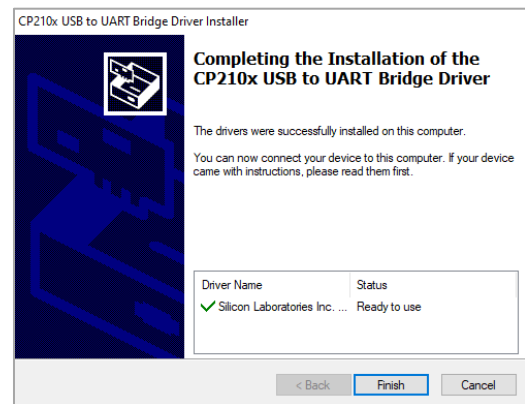 CP210x USB to UART Bridge Driver Installer
Completing the Installation of the
CP210x USB to UART Bridge Driver
The drivers were successfully installed on this computer.
You can now connect your device to this computer. If your device
came with instructions, please read them first.
Driver Name Status
Silicon Laboratories Inc. ... Ready to use
< Back Finish Cancel